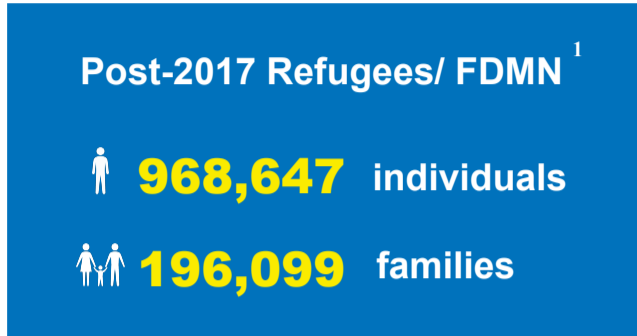 Post-2017 Refugees/ FDMN 1
968,647 individuals
196,099 families